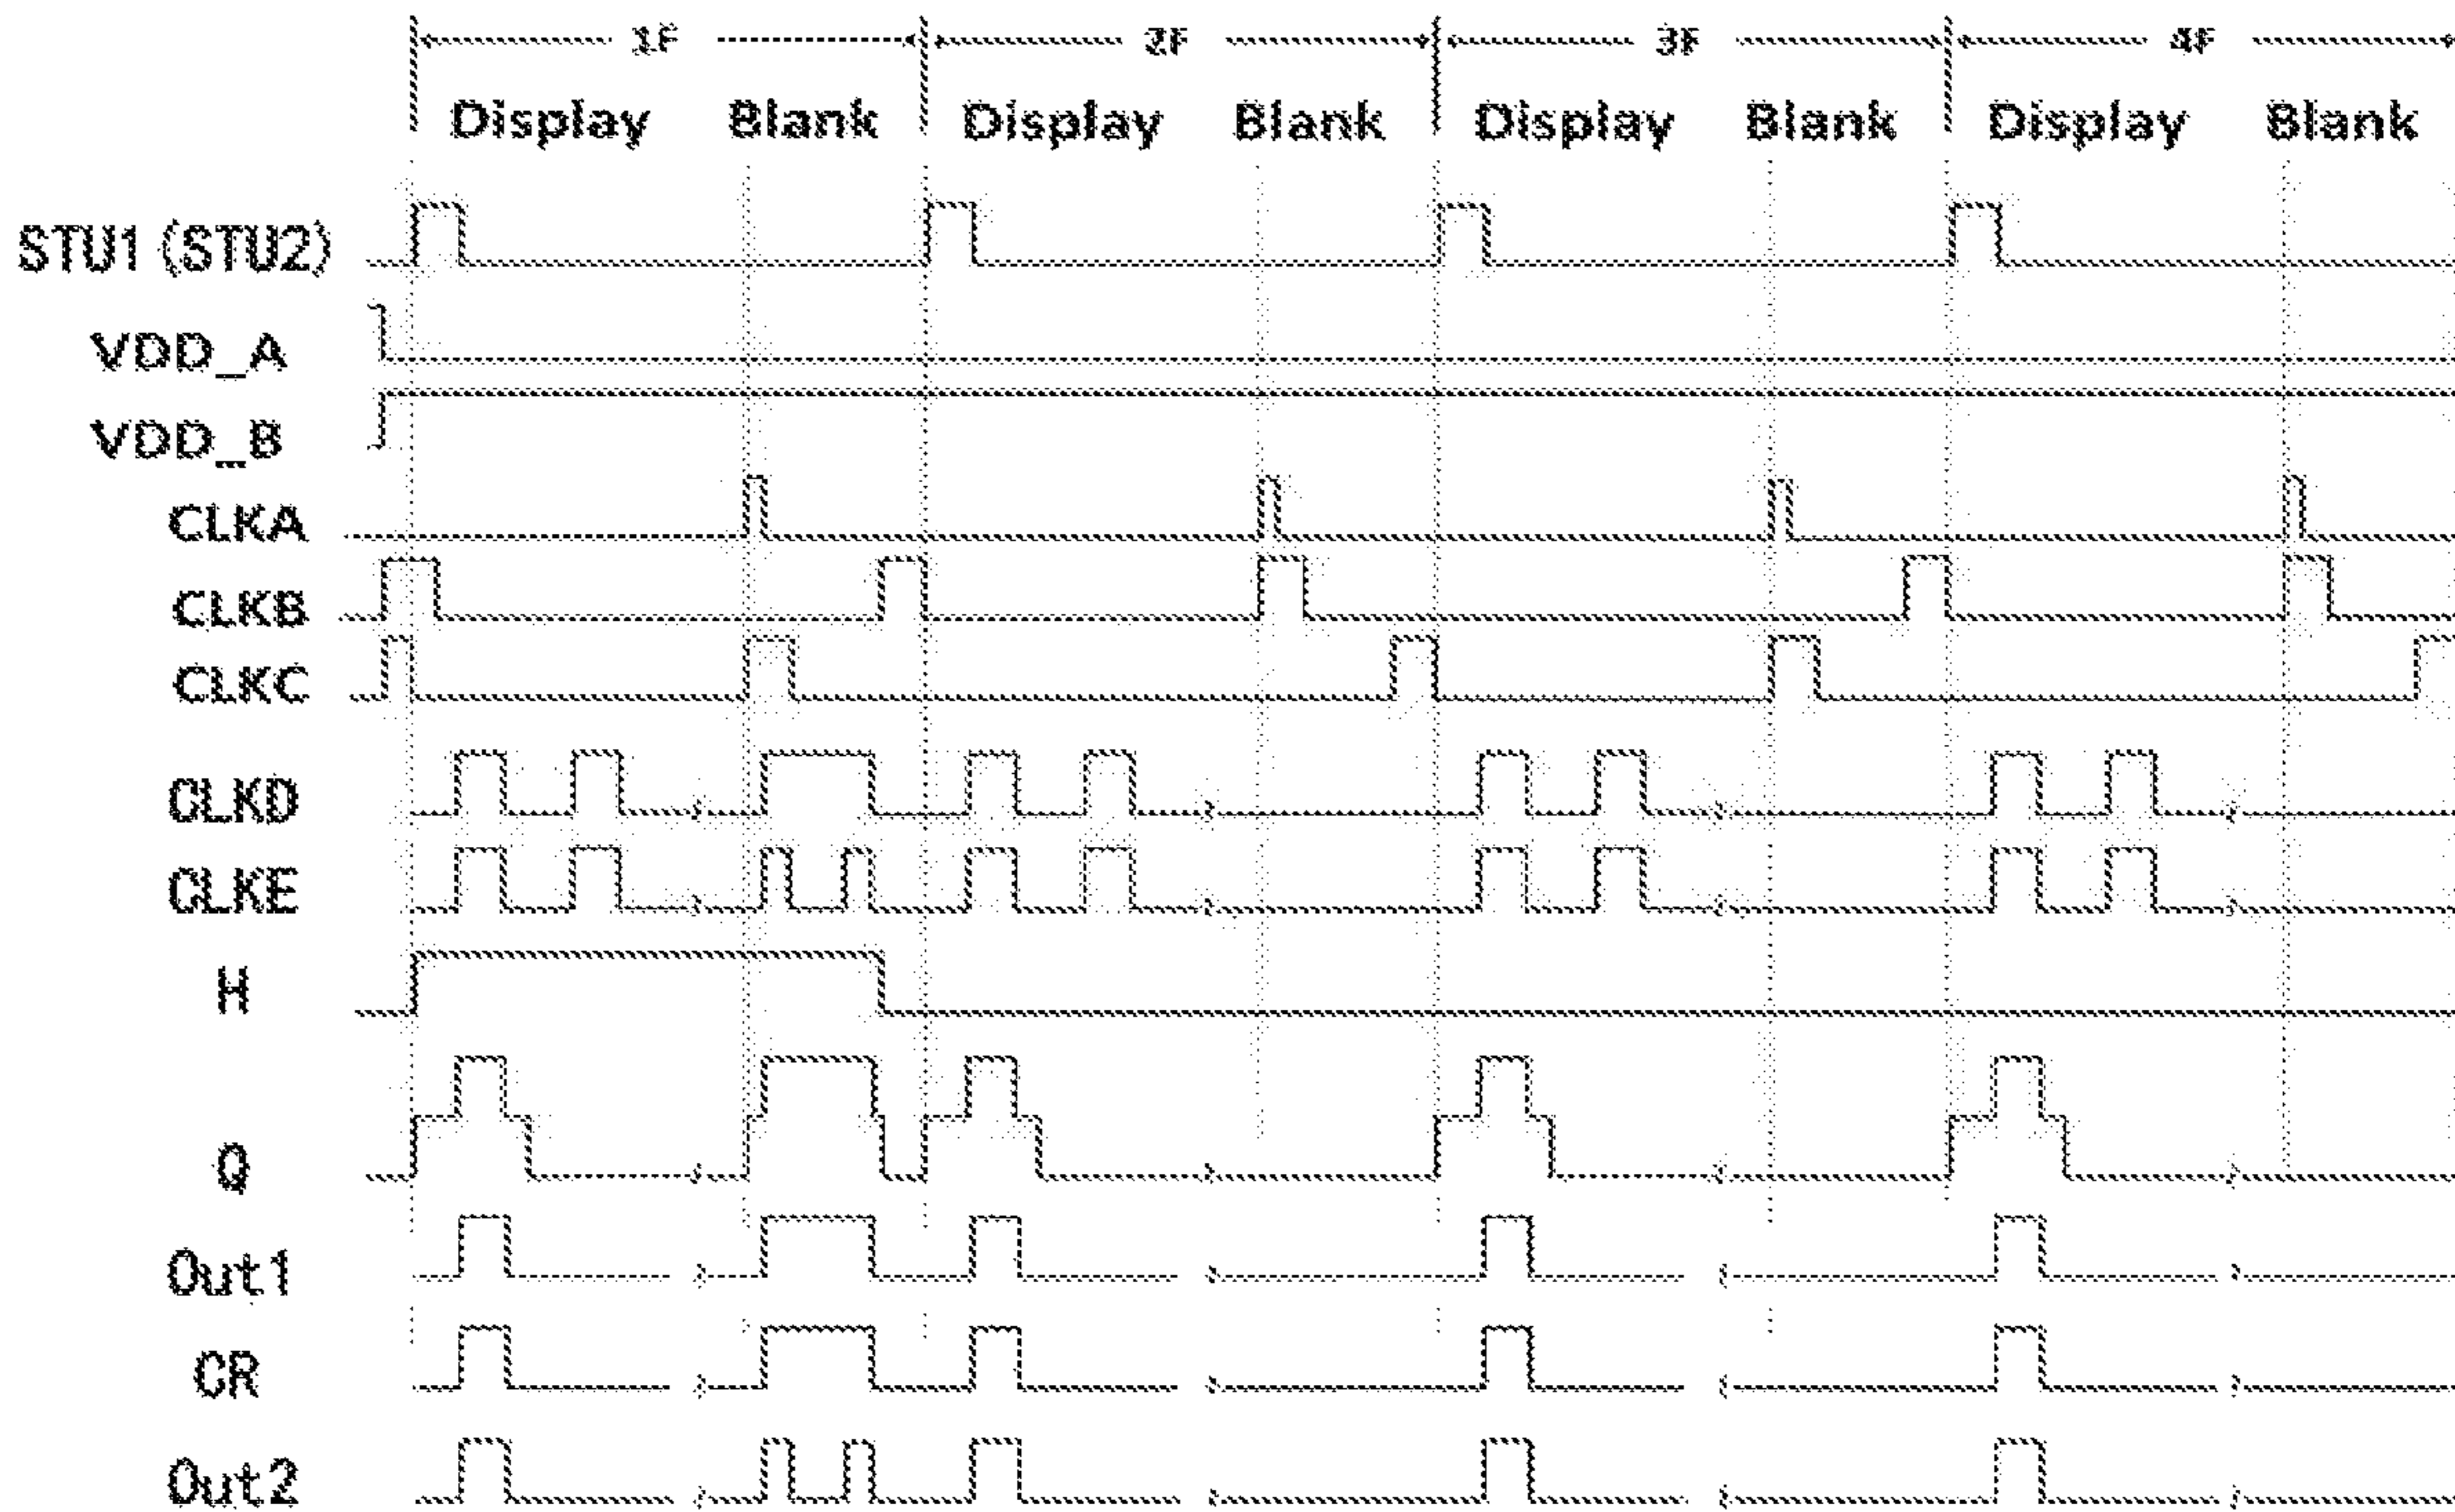 1F 2F 3F 4F
Display Blank Display Blank Display Blank Display Blank
STU1 (STU2)
VDD_A
VDD_B
CLKA
CLKB
CLKC
CLKD
CLKE
H
Q
Out1
CR
Out2